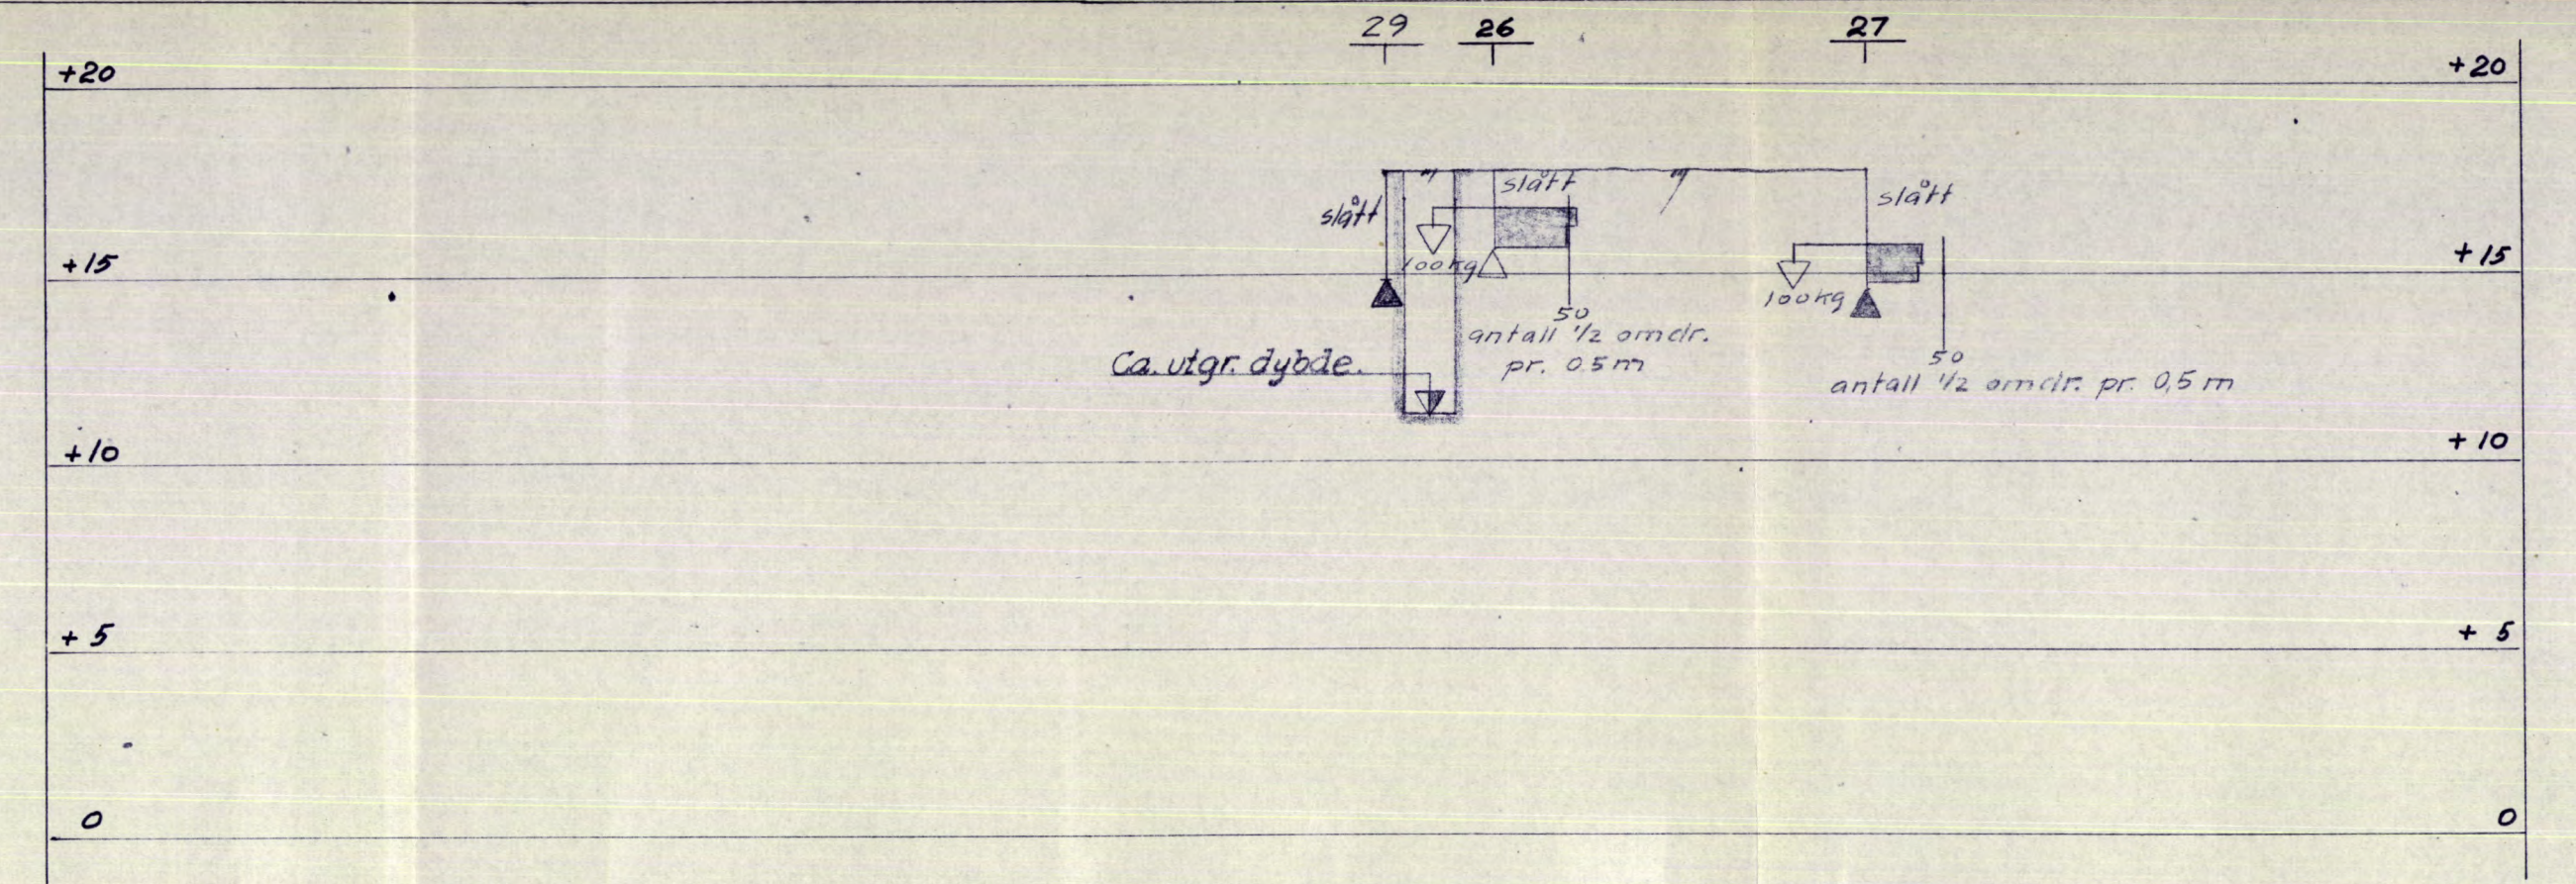 29 26 27
+20 +20
slått
slått
slått
+15 +15
100kg
100kg
50
antall 1/2 omdr.
pr. 0.5m
50
antall 1/2 omdr. pr. 0,5 m
Ca. utgr. dybde.
+10 +10
+ 5 + 5
0 0